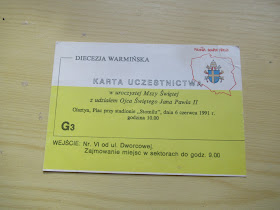 DIECEZJA WARMIŃSKA
KARTA UCZESTNICTWA
w uroczystej Mszy Świętej
z udziałem Ojca Świętego Jana Pawła II
Olsztyn, Plac przy stadionie „Stomilu", dnia 6 czerwca 1991 r.
godzina 10.00
G3
WEJŚCIE: Nr. VI od ul. Dworcowej
Zajmowanie miejsc w sektorach do godz. 9.00